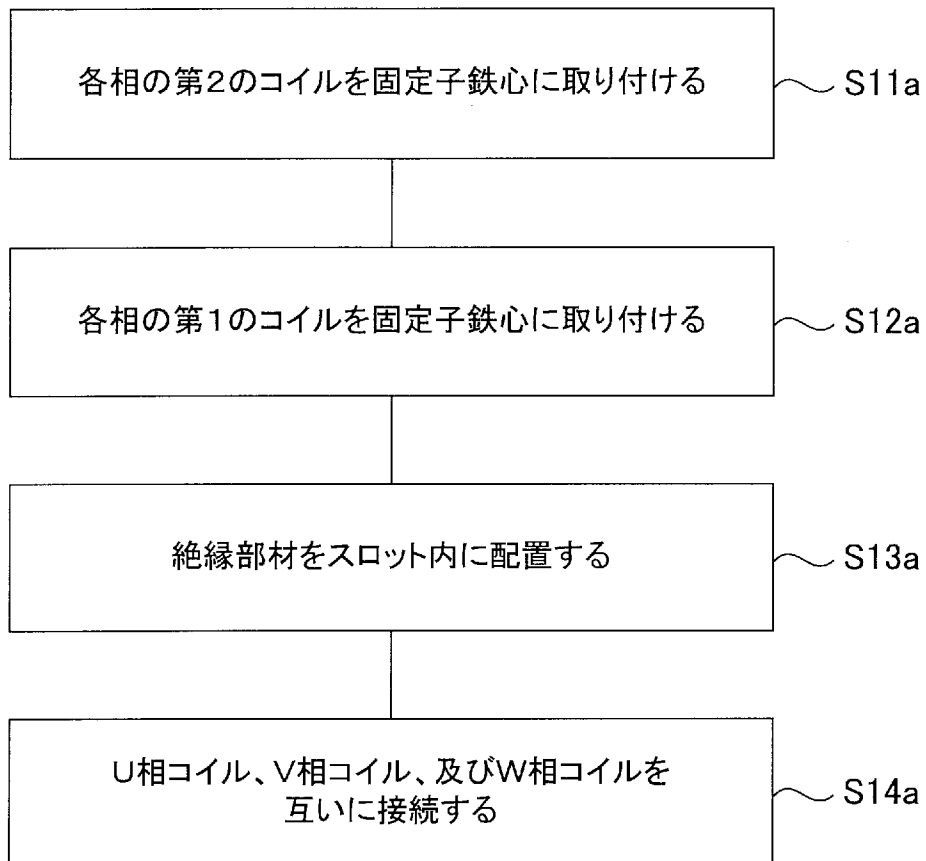 各相の第２のコイルを固定子鉄心に取り付ける
S11a
各相の第１のコイルを固定子鉄心に取り付ける
S12a
絶縁部材をスロット内に配置する
S13a
U相コイル、V相コイル、及びW相コイルを
互いに接続する
S14a